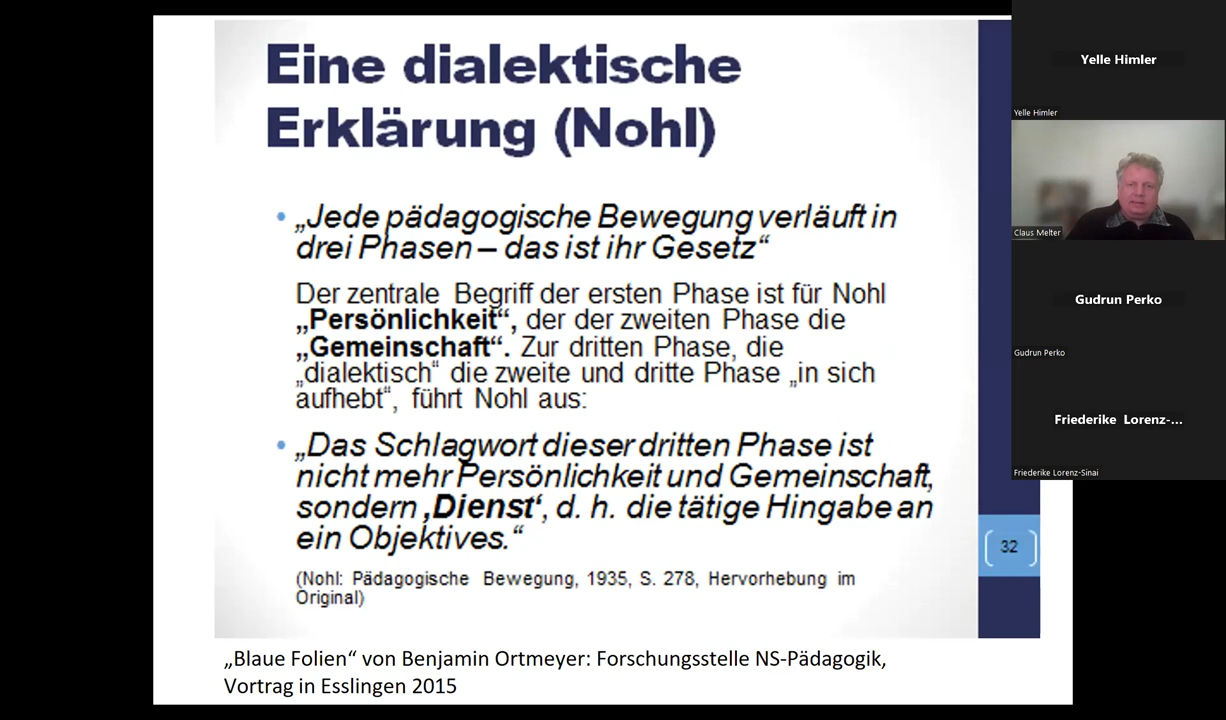 Eine dialektische
Erklärung (Nohl)
• „Jede pädagogische Bewegung verläuft in
drei Phasen – das ist ihr Gesetz“
Der zentrale Begriff der ersten Phase ist für Nohl
„Persönlichkeit“, der der zweiten Phase die
„Gemeinschaft“. Zur dritten Phase, die
„dialektisch“ die zweite und dritte Phase „in sich
aufhebt“, führt Nohl aus:
• „Das Schlagwort dieser dritten Phase ist
nicht mehr Persönlichkeit und Gemeinschaft,
sondern ‚Dienst‘, d. h. die tätige Hingabe an
ein Objektives.“
(Nohl: Pädagogische Bewegung, 1935, S. 278, Hervorhebung im
Original)
32
„Blaue Folien“ von Benjamin Ortmeyer: Forschungsstelle NS-Pädagogik,
Vortrag in Esslingen 2015
Yelle Himler
Yelle Himler
Claus Melter
Gudrun Perko
Gudrun Perko
Friederike Lorenz-...
Friederike Lorenz-Sinai